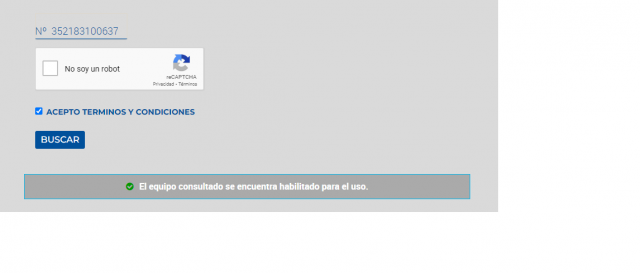 Nº 352183100637
No soy un robot
reCAPTCHA
Privacidad - Términos
ACEPTO TERMINOS Y CONDICIONES
BUSCAR
El equipo consultado se encuentra habilitado para el uso.